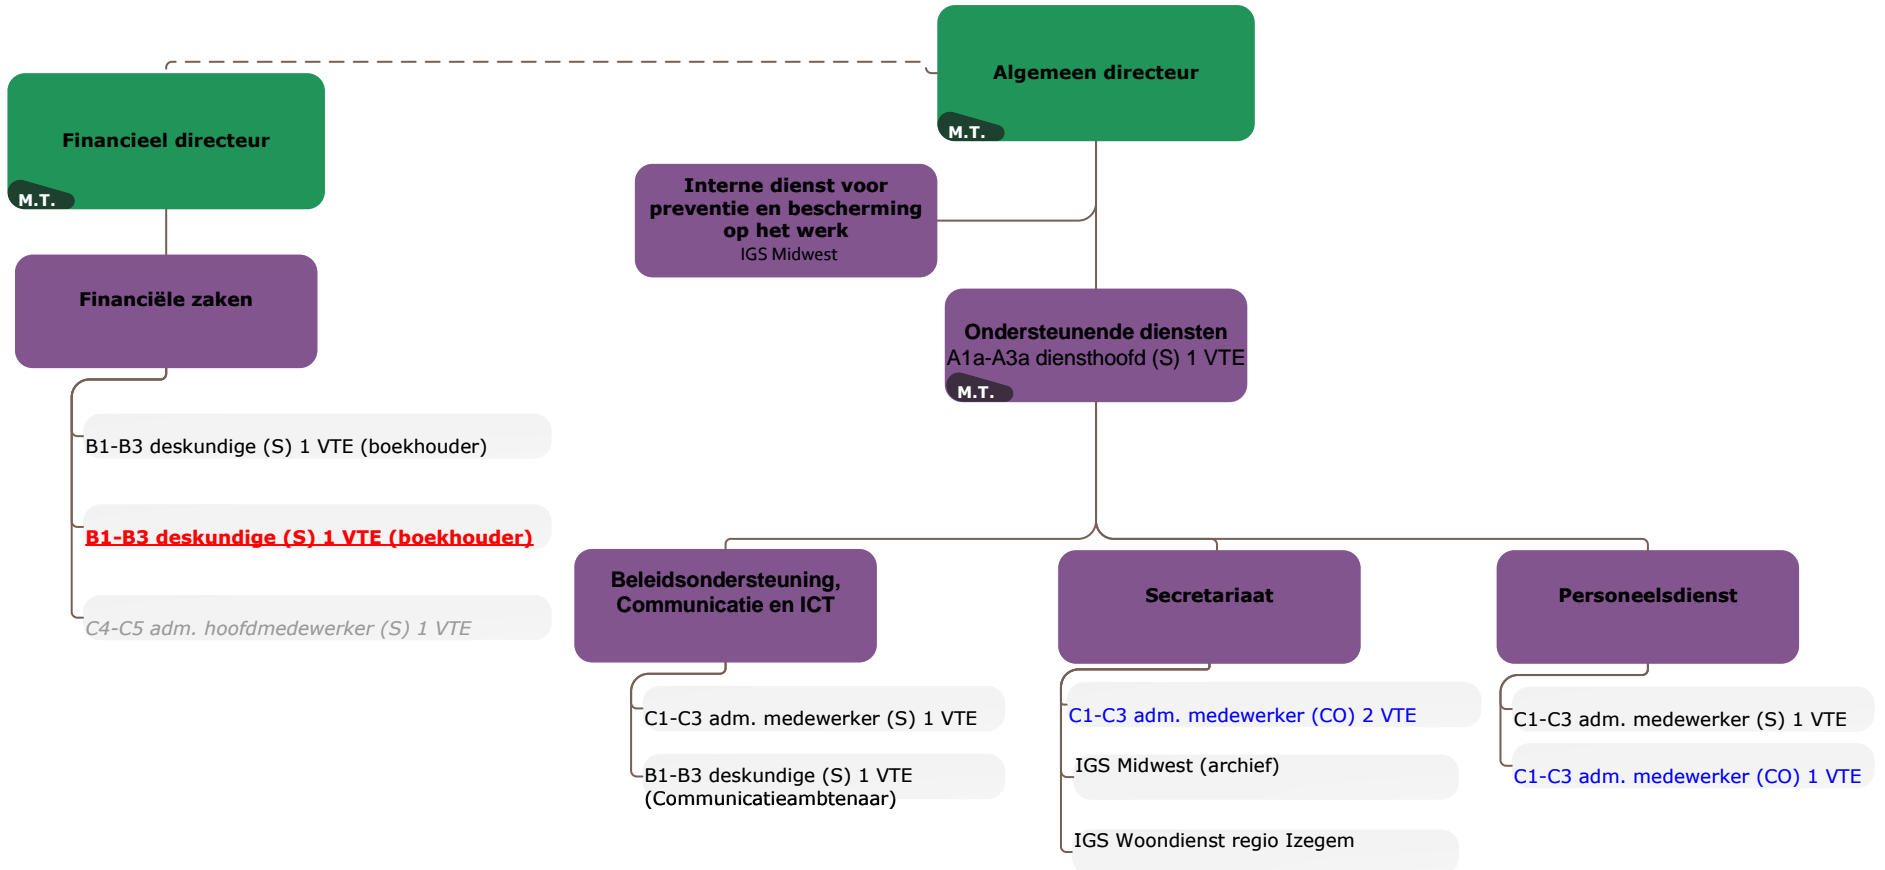 Algemeen directeur
M.T.
Financieel directeur
M.T.
Interne dienst voor
preventie en bescherming
op het werk
IGS Midwest
Financiële zaken
Ondersteunende diensten
A1a-A3a diensthoofd (S) 1 VTE
M.T.
B1-B3 deskundige (S) 1 VTE (boekhouder)
B1-B3 deskundige (S) 1 VTE (boekhouder)
C4-C5 adm. hoofdmedewerker (S) 1 VTE
Beleidsondersteuning,
Communicatie en ICT
Secretariaat
Personeelsdienst
C1-C3 adm. medewerker (S) 1 VTE
B1-B3 deskundige (S) 1 VTE
(Communicatieambtenaar)
C1-C3 adm. medewerker (CO) 2 VTE
IGS Midwest (archief)
IGS Woondienst regio Izegem
C1-C3 adm. medewerker (S) 1 VTE
C1-C3 adm. medewerker (CO) 1 VTE